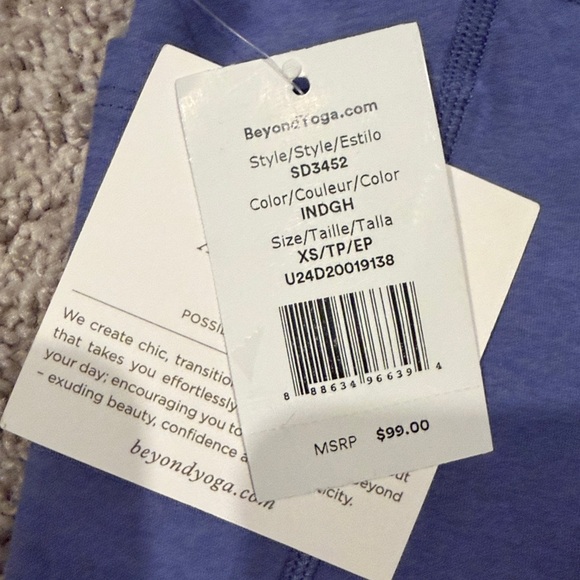 BeyondYoga.com
Style/Style/Estilo
SD3452
Color/Couleur/Color
INDGH
Size/Taille/Talla
XS/TP/EP
U24D20019138
8 88634 96639 4
MSRP $99.00
POSSI
We create chic, transition
that takes you effortlessly
your day; encouraging you to
– exuding beauty, confidence a
beyondyoga.com
out
eyond
icity.